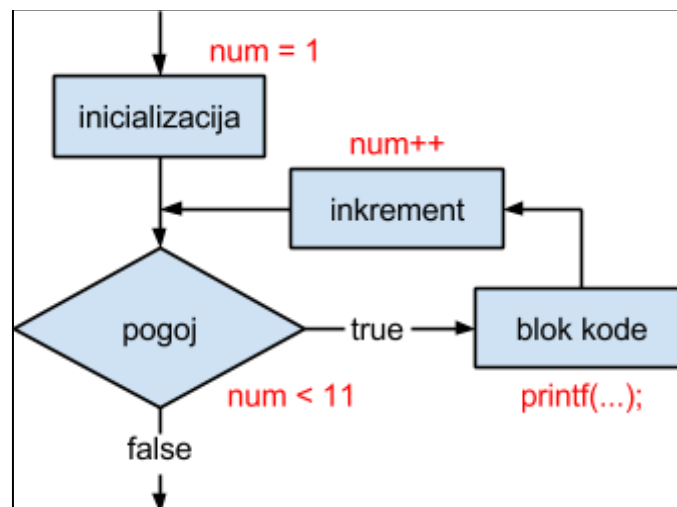 num = 1
inicializacija
num++
inkrement
pogoj
true
blok kode
num < 11
printf(...);
false